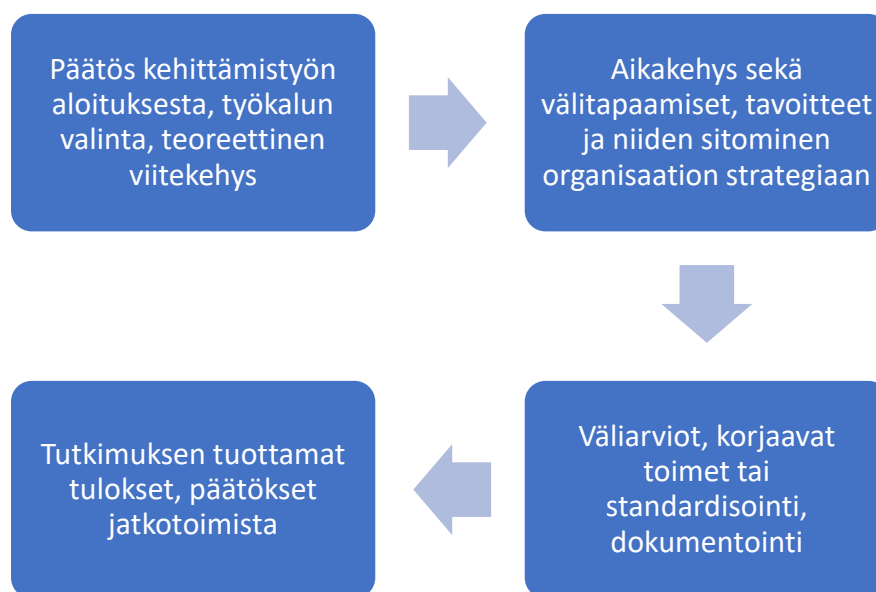 Päätös kehittämistyön
aloituksesta, työkalun
valinta, teoreettinen
viitekehys
Aikakehys sekä
välitapaamiset, tavoitteet
ja niiden sitominen
organisaation strategiaan
Väliarviot, korjaavat
toimet tai
standardisointi,
dokumentointi
Tutkimuksen tuottamat
tulokset, päätökset
jatkotoimista